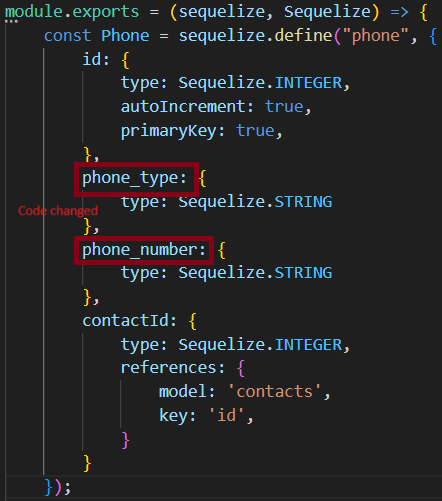 module.exports = (sequelize, Sequelize) => {
    const Phone = sequelize.define("phone", {
        id: {
            type: Sequelize.INTEGER,
            autoIncrement: true,
            primaryKey: true,
        },
        phone_type: {
            type: Sequelize.STRING
Code changed
        },
        phone_number: {
            type: Sequelize.STRING
        },
        contactId: {
            type: Sequelize.INTEGER,
            references: {
                model: 'contacts',
                key: 'id',
            }
        }
    });